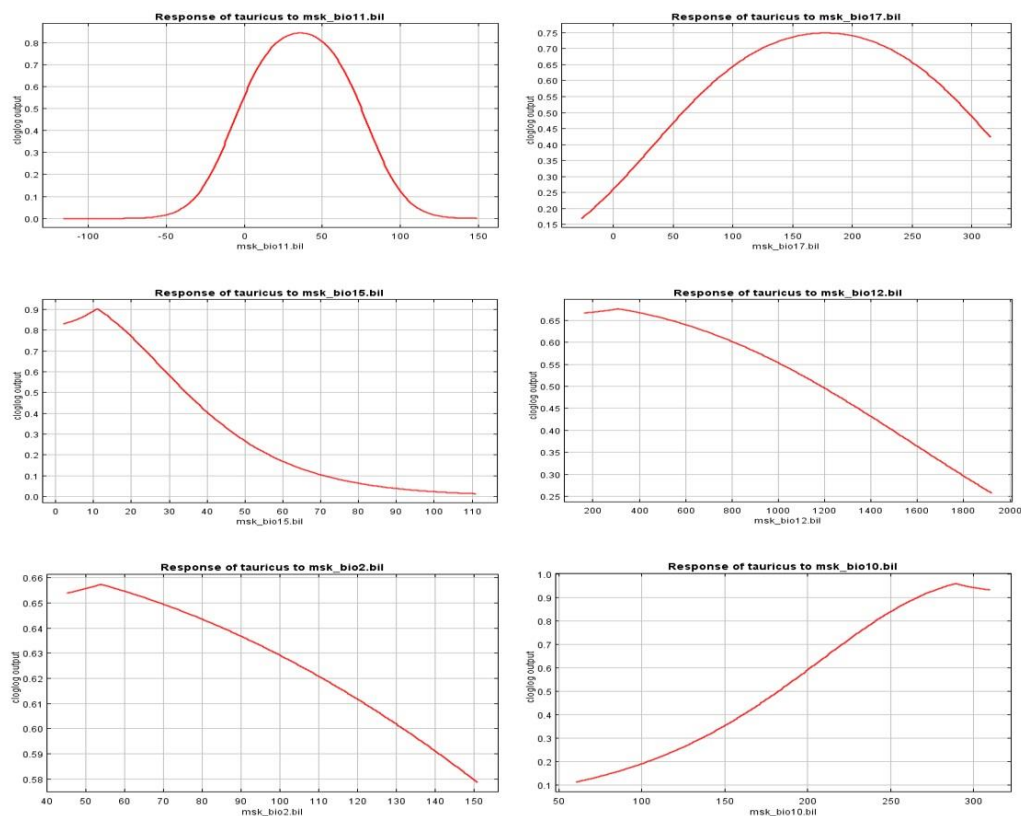 Response of tauricus to msk_bio11.bil
cloglog output
0.8
0.7
0.6
0.5
0.4
0.3
0.2
0.1
0.0
-100 -50 0 50 100 150
msk_bio11.bil
Response of tauricus to msk_bio17.bil
cloglog output
0.75
0.70
0.65
0.60
0.55
0.50
0.45
0.40
0.35
0.30
0.25
0.20
0.15
0 50 100 150 200 250 300
msk_bio17.bil
Response of tauricus to msk_bio15.bil
cloglog output
0.9
0.8
0.7
0.6
0.5
0.4
0.3
0.2
0.1
0.0
0 10 20 30 40 50 60 70 80 90 100 110
msk_bio15.bil
Response of tauricus to msk_bio12.bil
cloglog output
0.65
0.60
0.55
0.50
0.45
0.40
0.35
0.30
0.25
200 400 600 800 1000 1200 1400 1600 1800 2000
msk_bio12.bil
Response of tauricus to msk_bio2.bil
cloglog output
0.66
0.65
0.64
0.63
0.62
0.61
0.60
0.59
0.58
40 50 60 70 80 90 100 110 120 130 140 150
msk_bio2.bil
Response of tauricus to msk_bio10.bil
cloglog output
1.0
0.9
0.8
0.7
0.6
0.5
0.4
0.3
0.2
0.1
50 100 150 200 250 300
msk_bio10.bil